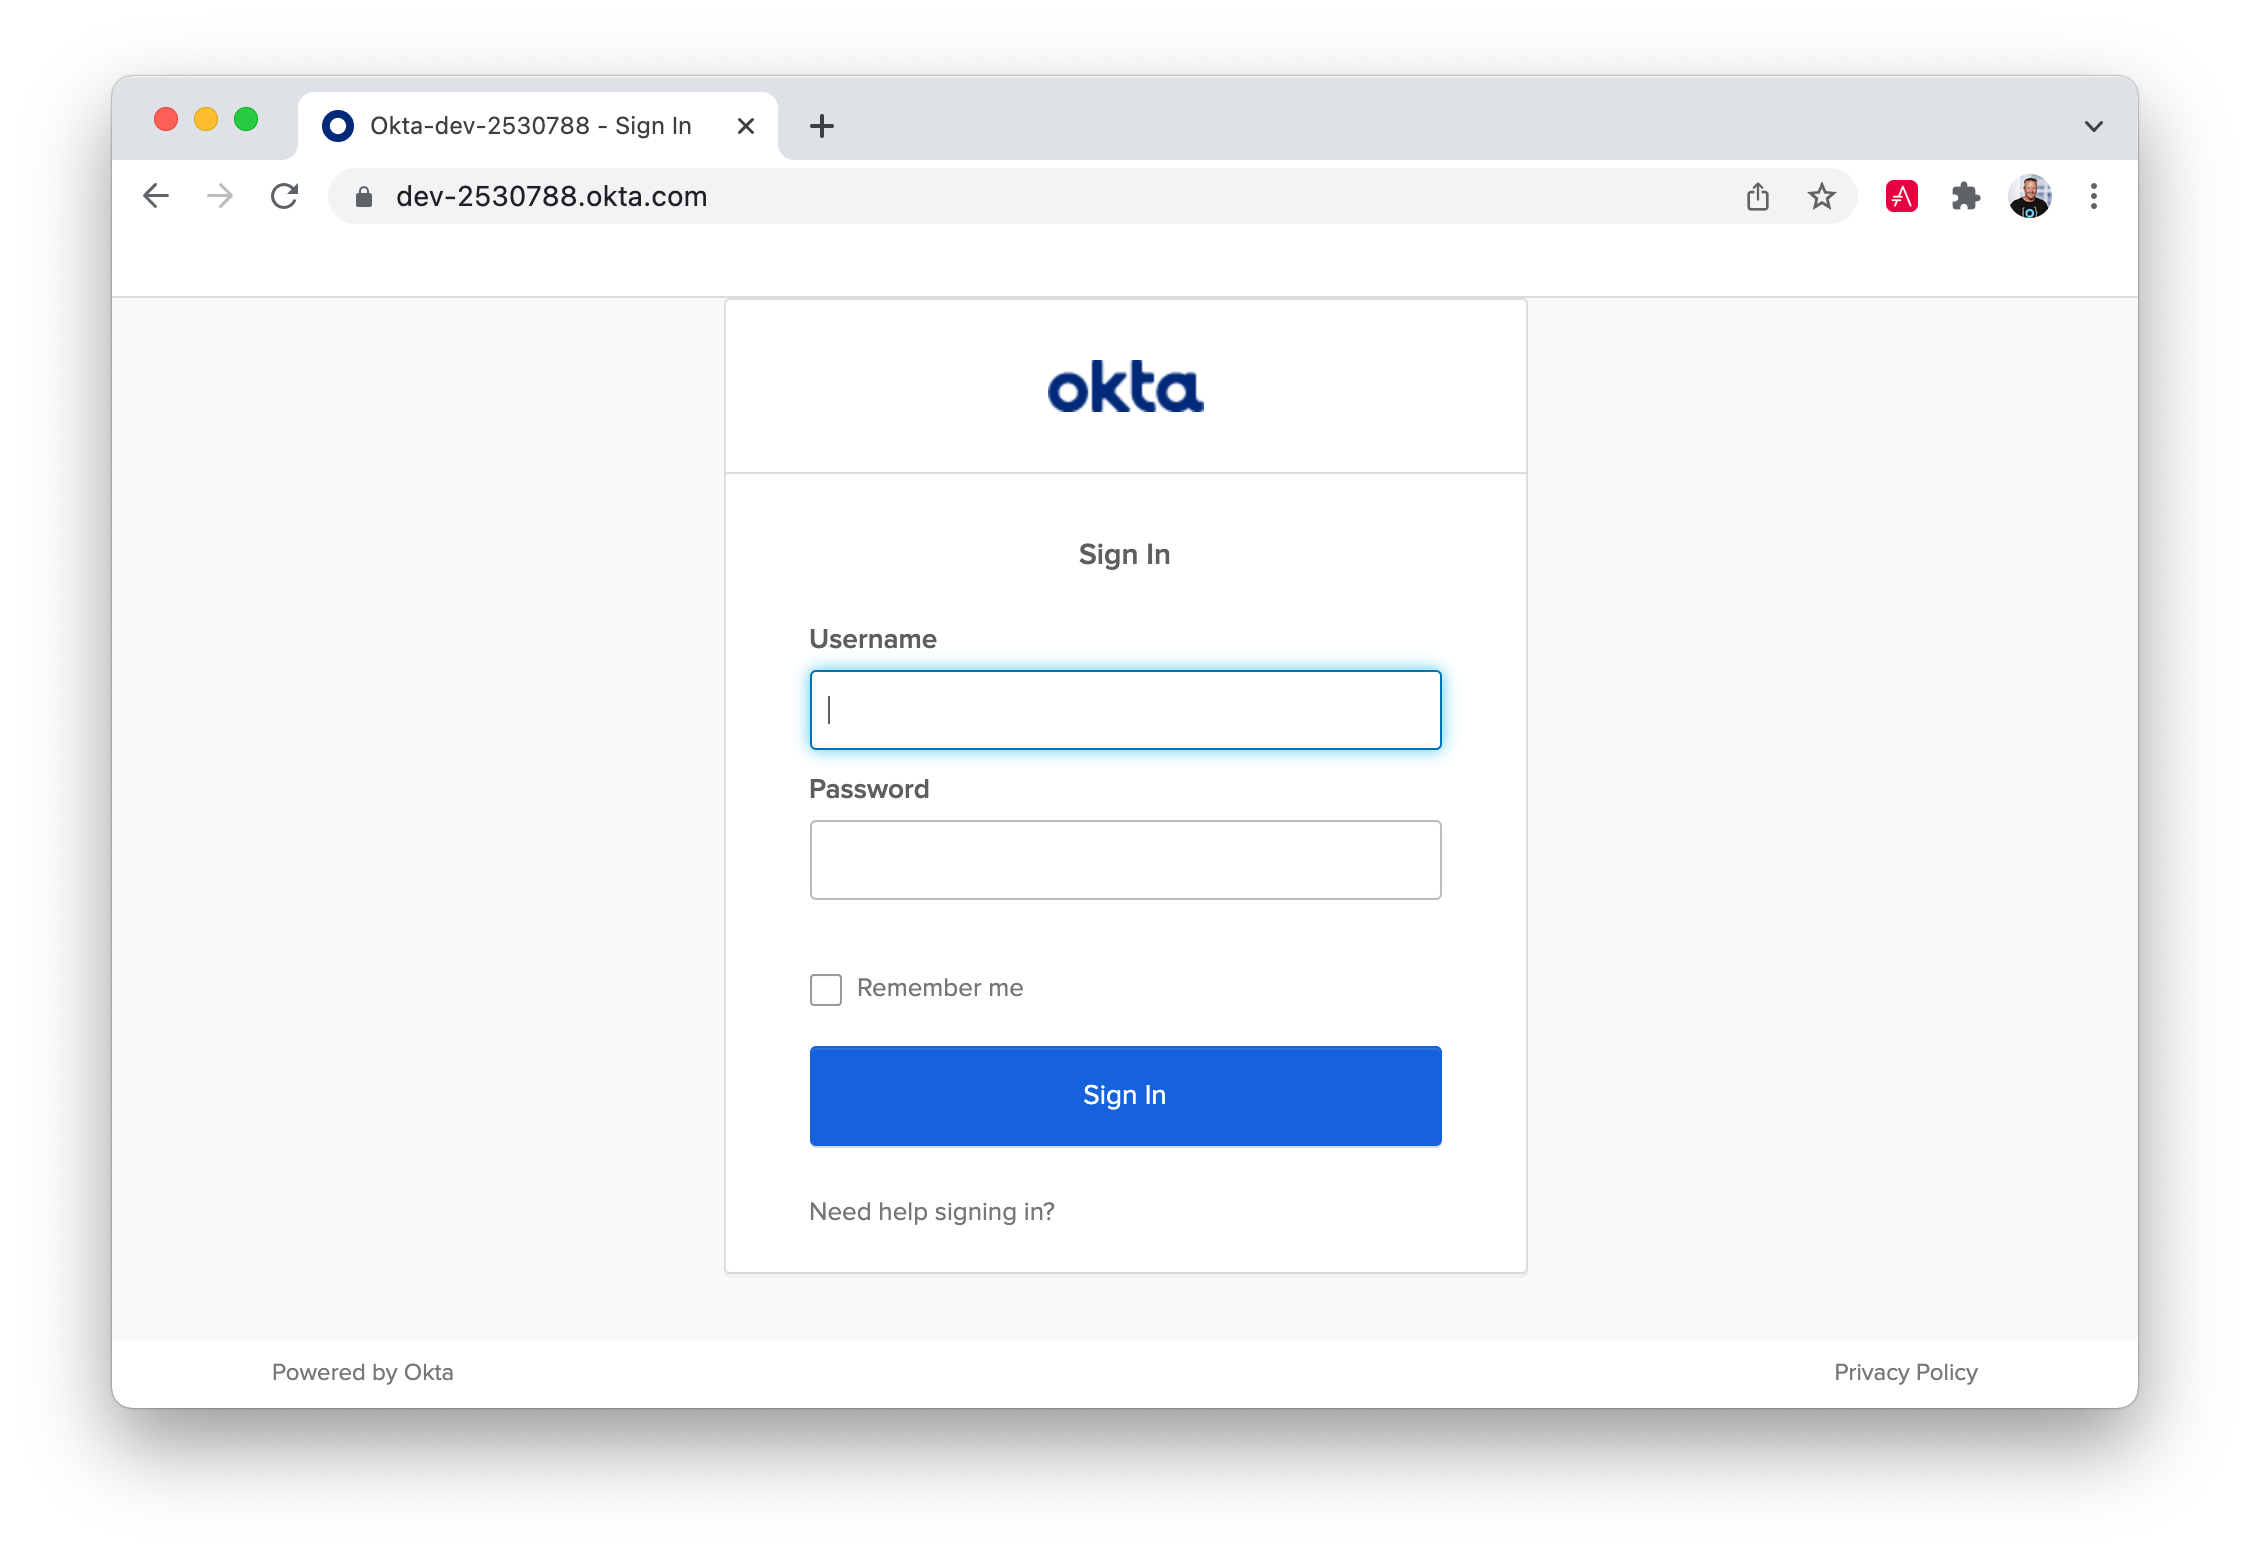 Okta-dev-2530788 - Sign In
dev-2530788.okta.com
okta
Sign In
Username
Password
Remember me
Sign In
Need help signing in?
Powered by Okta
Privacy Policy